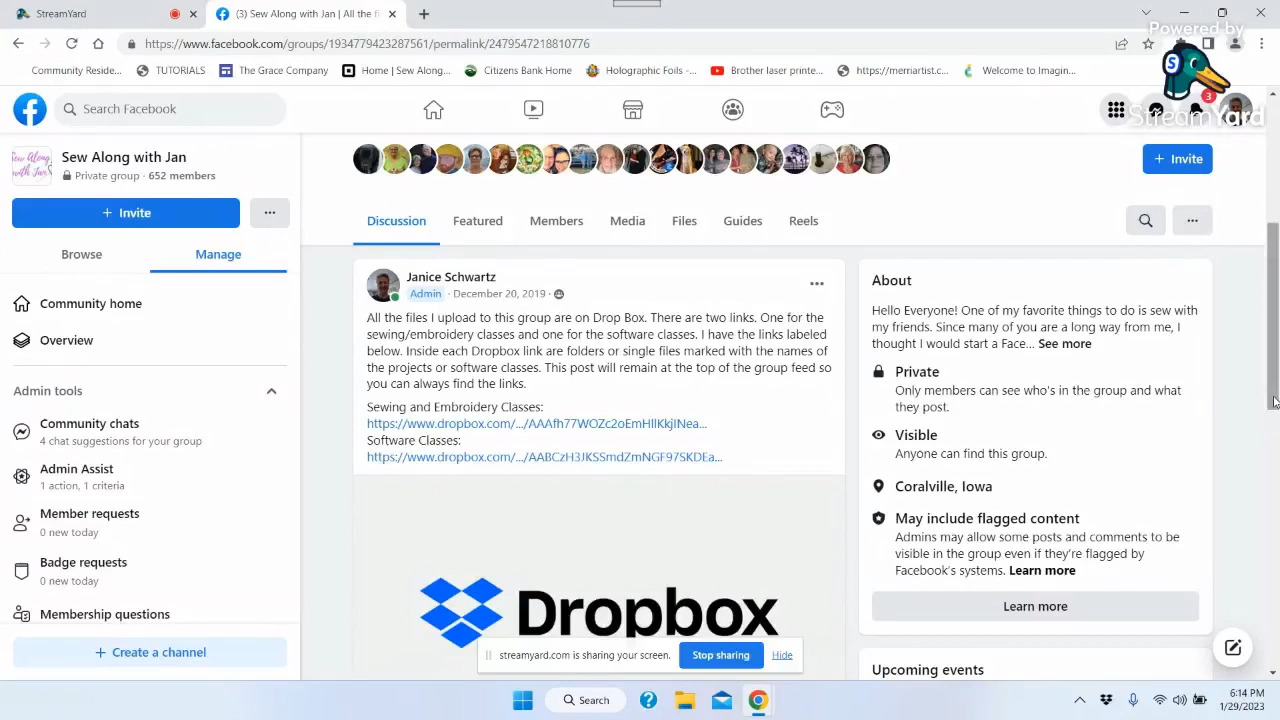 StreamYard
(3) Sew Along with Jan | All the fi
https://www.facebook.com/groups/1934779423287561/permalink/2479547218810776
Powered by
StreamYard
Community Reside...
TUTORIALS
The Grace Company
Home | Sew Along...
Citizens Bank Home
Holographic Foils -...
Brother laser printe...
https://merriartist.c...
Welcome to Imagin...
Search Facebook
3
Sew Along with Jan
Sew Along with Jan
Private group · 652 members
+ Invite
+ Invite
Browse
Manage
Community home
Overview
Admin tools
Community chats
4 chat suggestions for your group
Admin Assist
1 action, 1 criteria
Member requests
0 new today
Badge requests
0 new today
Membership questions
+ Create a channel
Discussion
Featured
Members
Media
Files
Guides
Reels
Janice Schwartz
Admin · December 20, 2019 ·
All the files I upload to this group are on Drop Box. There are two links. One for the
sewing/embroidery classes and one for the software classes. I have the links labeled
below. Inside each Dropbox link are folders or single files marked with the names of
the projects or software classes. This post will remain at the top of the group feed so
you can always find the links.
Sewing and Embroidery Classes:
https://www.dropbox.com/.../AAAfh77WOZc2oEmHIlKkjINea...
Software Classes:
https://www.dropbox.com/.../AABCzH3JKSSmdZmNGF97SKDEa...
Dropbox
About
Hello Everyone! One of my favorite things to do is sew with
my friends. Since many of you are a long way from me, I
thought I would start a Face... See more
Private
Only members can see who's in the group and what
they post.
Visible
Anyone can find this group.
Coralville, Iowa
May include flagged content
Admins may allow some posts and comments to be
visible in the group even if they're flagged by
Facebook's systems. Learn more
Learn more
Upcoming events
streamyard.com is sharing your screen.
Stop sharing
Hide
Search
6:14 PM
1/29/2023